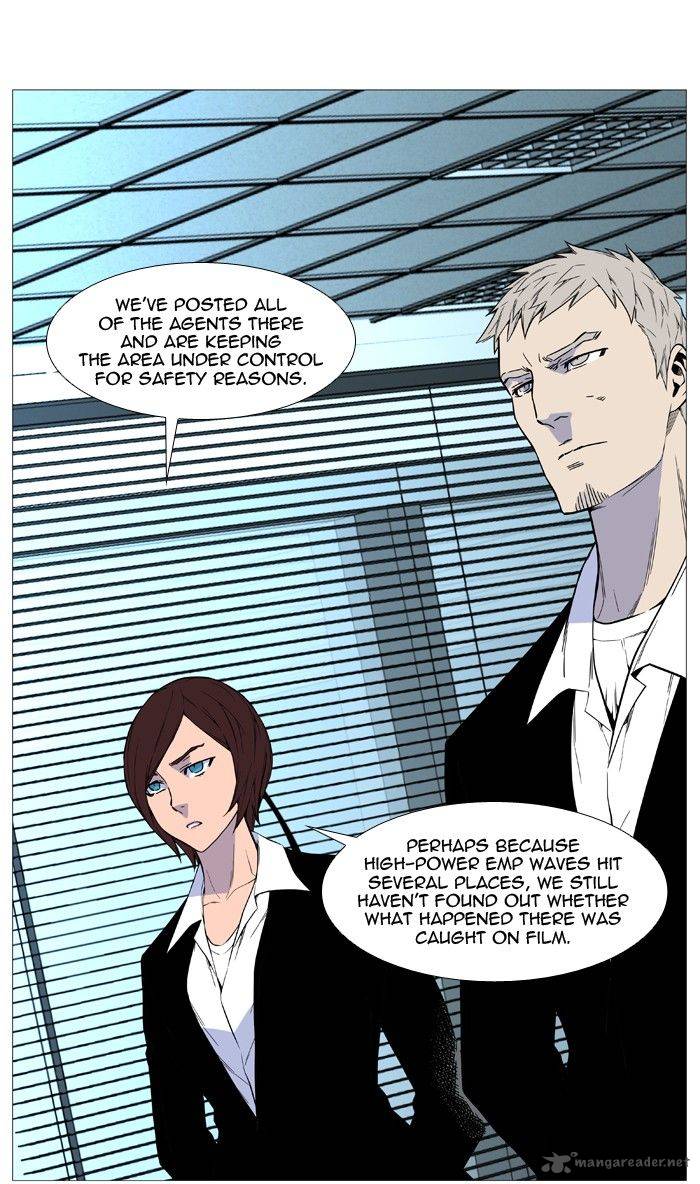 WE'VE POSTED ALL
OF THE AGENTS THERE
AND ARE KEEPING
THE AREA UNDER CONTROL
FOR SAFETY REASONS.
PERHAPS BECAUSE
HIGH-POWER EMP WAVES HIT
SEVERAL PLACES, WE STILL
HAVEN'T FOUND OUT WHETHER
WHAT HAPPENED THERE WAS
CAUGHT ON FILM.
mangareader.net